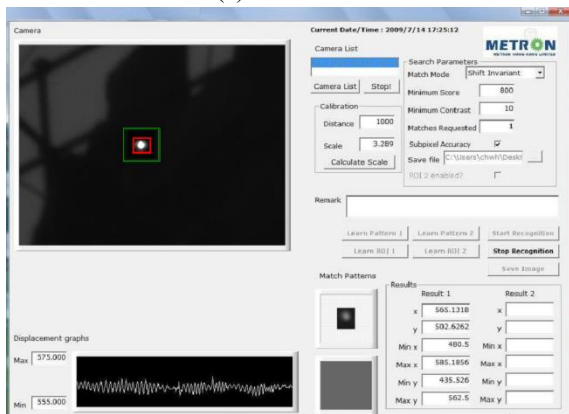 Camera
Current Date/Time : 2009/7/14 17:25:12
METRON
Camera List
Search Parameters
Match Mode Shift Invariant
Camera List Stop!
Minimum Score 800
Calibration
Minimum Contrast 10
Distance 1000
Matches Requested 1
Scale 3.289
Subpixel Accuracy
Calculate Scale
Save file C:\Users\chwh\Deskt ...
ROI 2 enabled?
Remark
Learn Pattern 1 Learn Pattern 2 Start Recognition
Learn ROI 1 Learn ROI 2 Stop Recognition
Save Image
Match Patterns
Results
Result 1 Result 2
x 565.1318 x
y 502.6262 y
Min x 480.5 Min x
Max x 585.1856 Max x
Min y 435.526 Min y
Max y 562.5 Max y
Displacement graphs
Max 575.000
Min 555.000